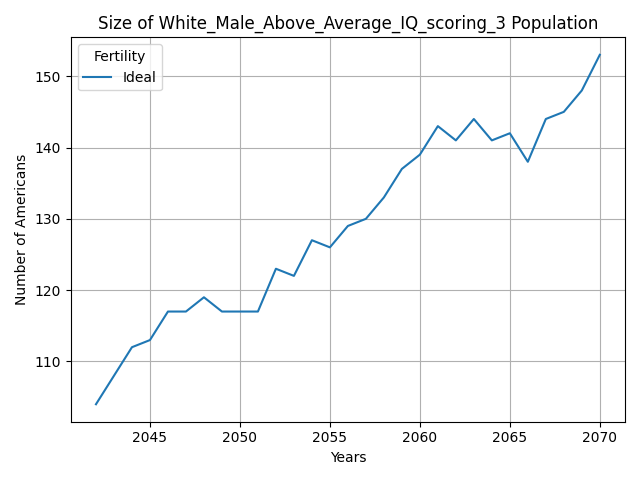 Size of White_Male_Above_Average_IQ_scoring_3 Population
Fertility
Ideal
Number of Americans
150
140
130
120
110
2045 2050 2055 2060 2065 2070
Years